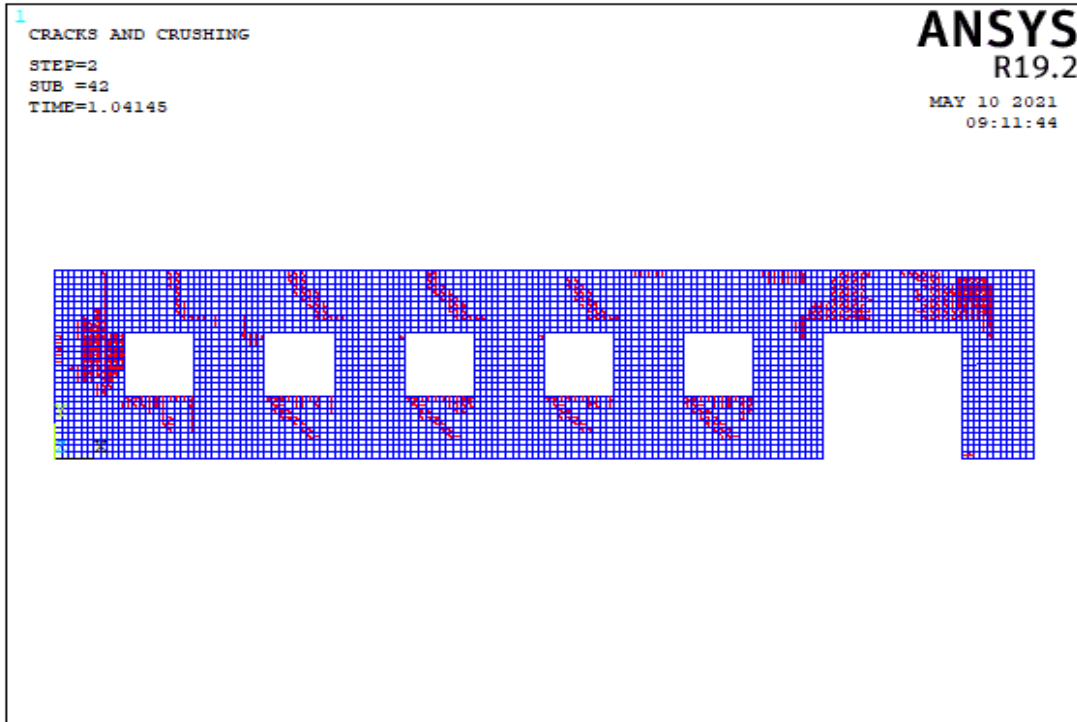 1
CRACKS AND CRUSHING
STEP=2
SUB =42
TIME=1.04145
ANSYS
R19.2
MAY 10 2021
09:11:44
Y
Z X